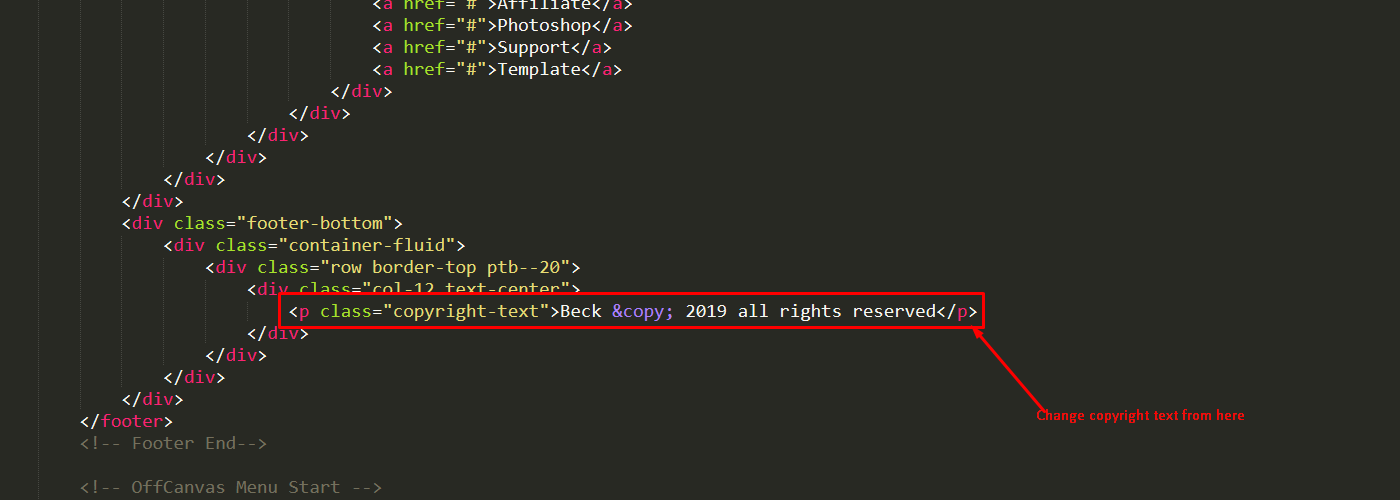 <a href="#">Affiliate</a>
<a href="#">Photoshop</a>
<a href="#">Support</a>
<a href="#">Template</a>
</div>
</div>
</div>
</div>
</div>
</div>
<div class="footer-bottom">
<div class="container-fluid">
<div class="row border-top ptb--20">
<div class="col-12 text-center">
<p class="copyright-text">Beck &copy; 2019 all rights reserved</p>
</div>
</div>
</div>
</div>
</footer>
Change copyright text from here
<!-- Footer End-->
<!-- OffCanvas Menu Start -->